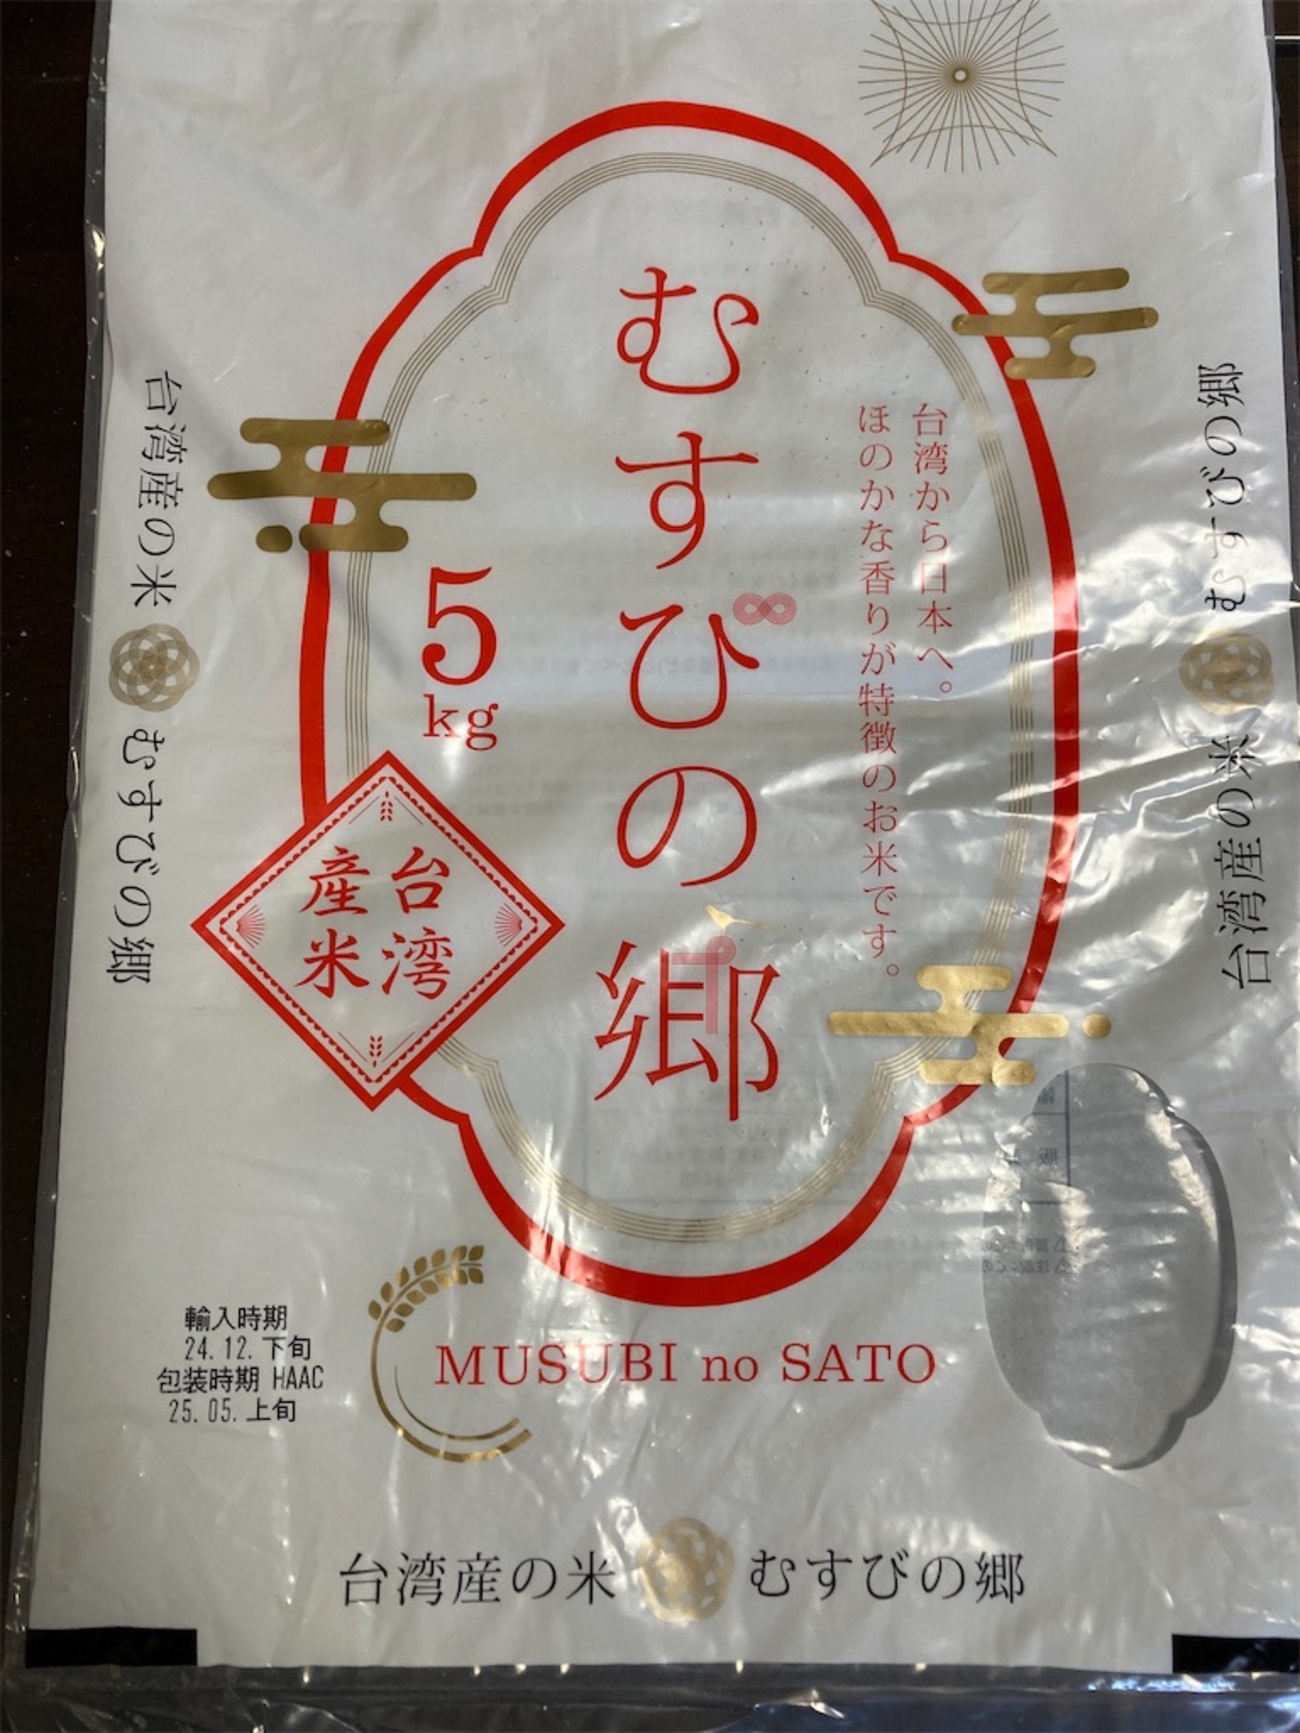 むすびの郷
台湾から日本へ。
ほのかな香りが特徴のお米です。
5
kg
台湾
産米
台湾産の米 むすびの郷
むすびの郷 台湾産の米
輸入時期
24.12.下旬
包装時期 HAAC
25.05.上旬
MUSUBI no SATO
台湾産の米 むすびの郷